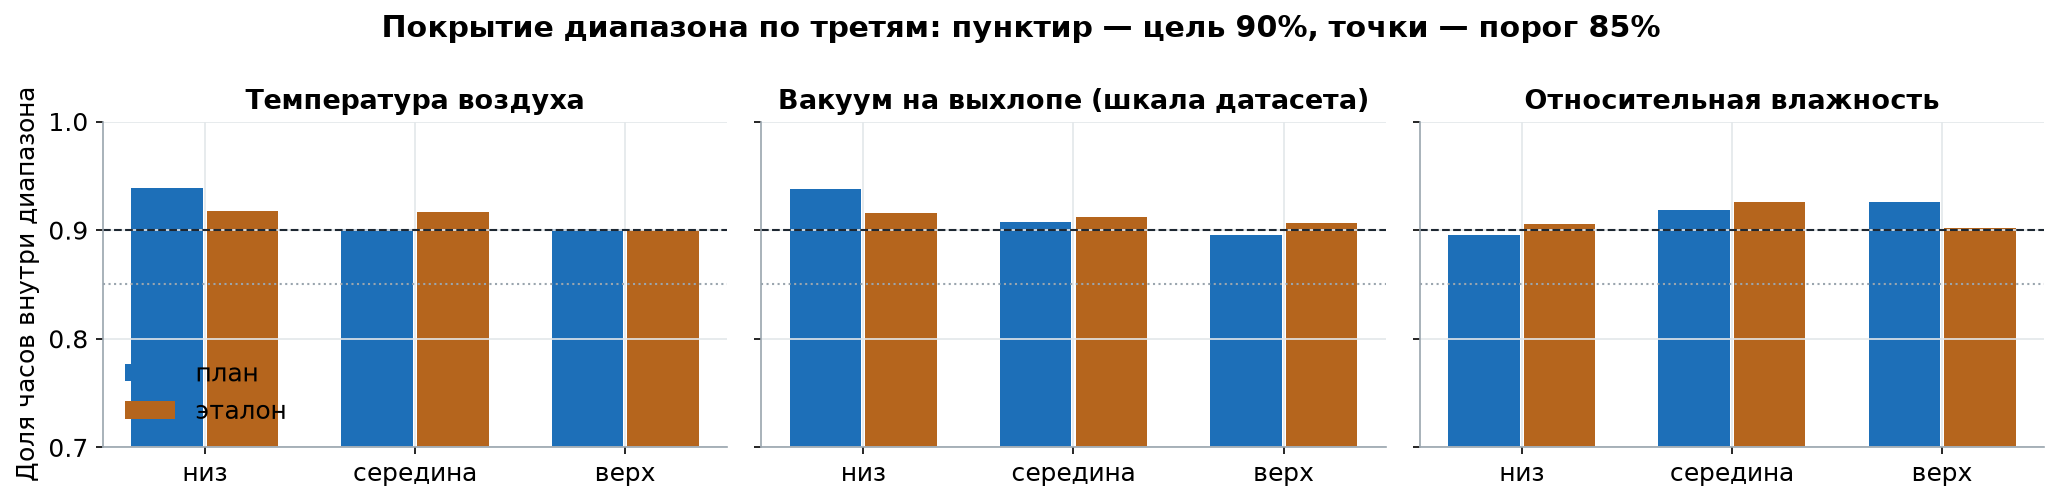 Покрытие диапазона по третям: пунктир — цель 90%, точки — порог 85%
Доля часов внутри диапазона
Температура воздуха
1.0
0.9
0.8
0.7
план
эталон
низ
середина
верх
Вакуум на выхлопе (шкала датасета)
низ
середина
верх
Относительная влажность
низ
середина
верх